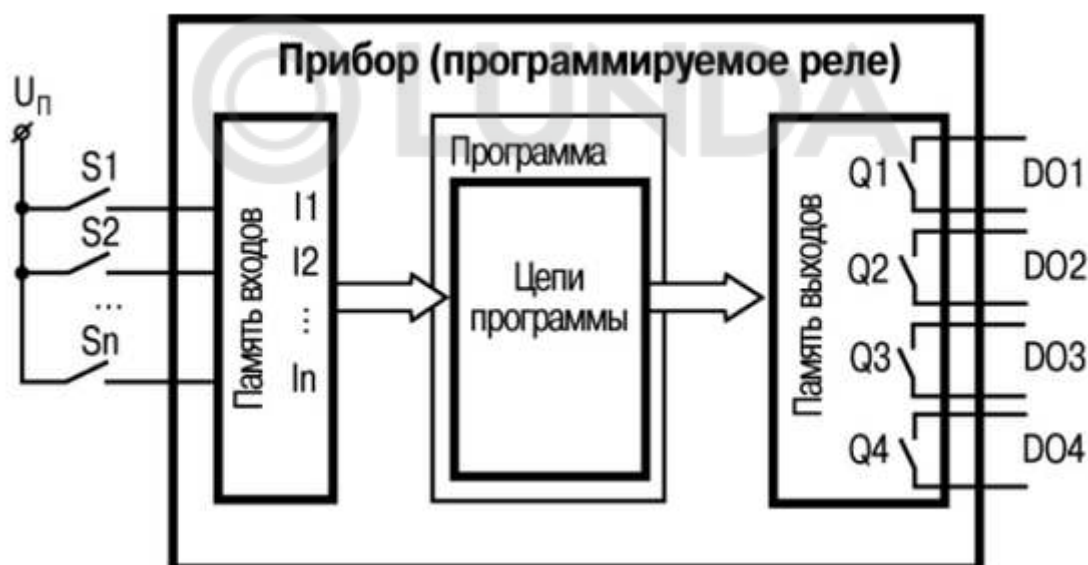 LUNDA
Прибор (программируемое реле)
Uп
S1
S2
...
Sn
Память входов
I1
I2
...
In
Программа
Цепи
программы
Память выходов
Q1
Q2
Q3
Q4
DO1
DO2
DO3
DO4